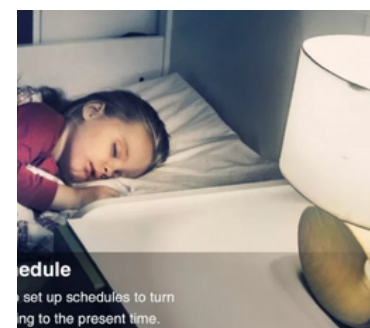 edule
set up schedules to turn
ing to the present time.